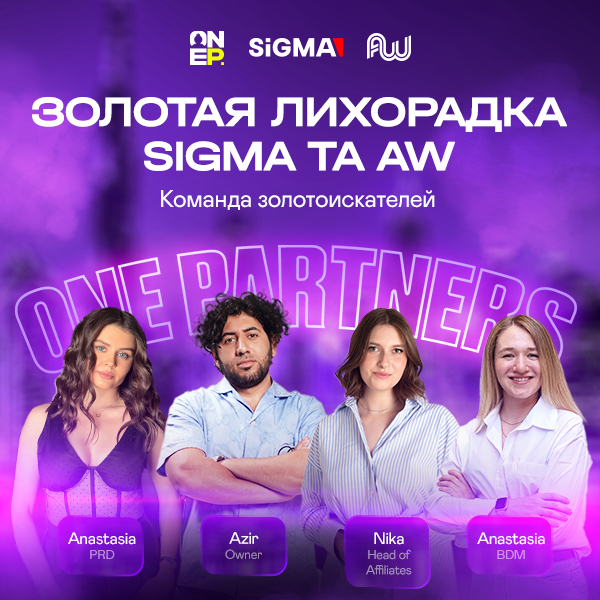 ON
EP.
SiGMA
AW
ЗОЛОТАЯ ЛИХОРАДКА
SIGMA ТА AW
Команда золотоискателей
ONE PARTNERS
Anastasia
PRD
Azir
Owner
Nika
Head of
Affiliates
Anastasia
BDM